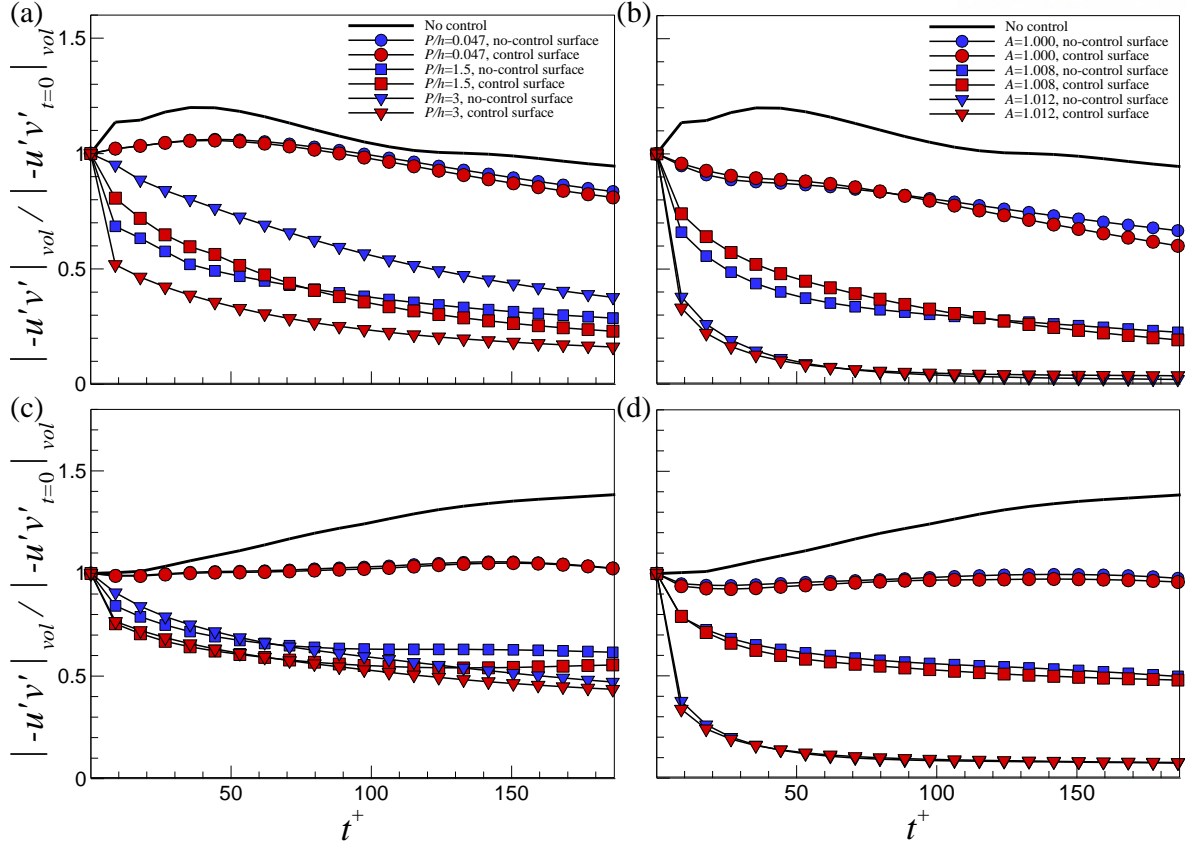 (a)
(b)
No control
P/h=0.047, no-control surface
P/h=0.047, control surface
P/h=1.5, no-control surface
P/h=1.5, control surface
P/h=3, no-control surface
P/h=3, control surface
No control
A=1.000, no-control surface
A=1.000, control surface
A=1.008, no-control surface
A=1.008, control surface
A=1.012, no-control surface
A=1.012, control surface
| -u'v' |vol / | -u'v't=0 |vol
1.5
1
0.5
0
(c)
(d)
| -u'v' |vol / | -u'v't=0 |vol
1.5
1
0.5
0
50
100
150
50
100
150
t+
t+